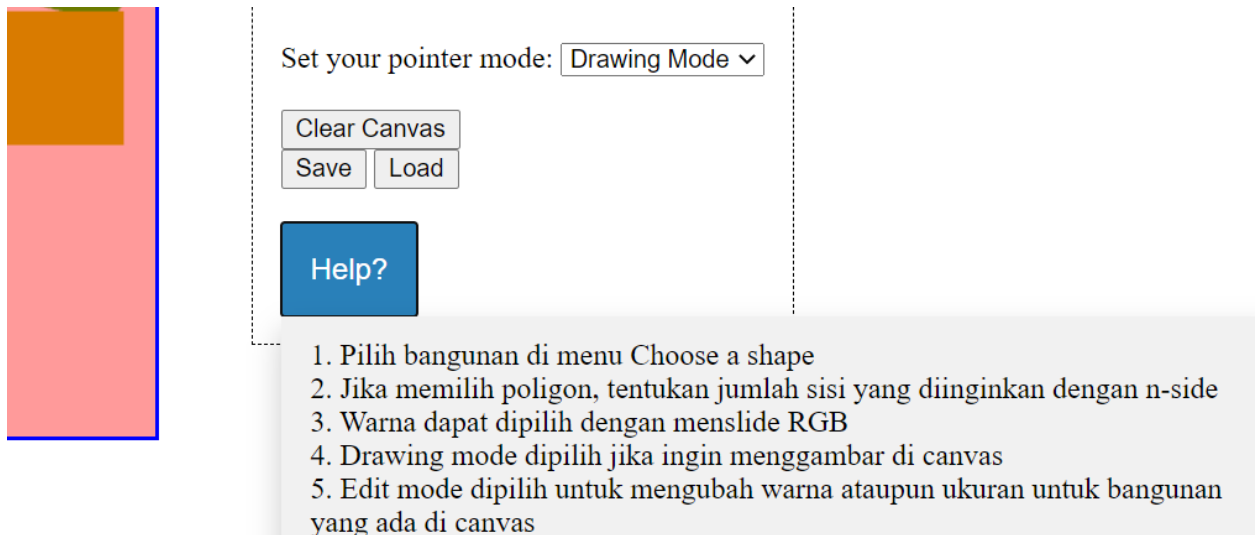 Set your pointer mode: Drawing Mode
Clear Canvas
Save Load
Help?
1. Pilih bangunan di menu Choose a shape
2. Jika memilih poligon, tentukan jumlah sisi yang diinginkan dengan n-side
3. Warna dapat dipilih dengan menslide RGB
4. Drawing mode dipilih jika ingin menggambar di canvas
5. Edit mode dipilih untuk mengubah warna ataupun ukuran untuk bangunan
yang ada di canvas